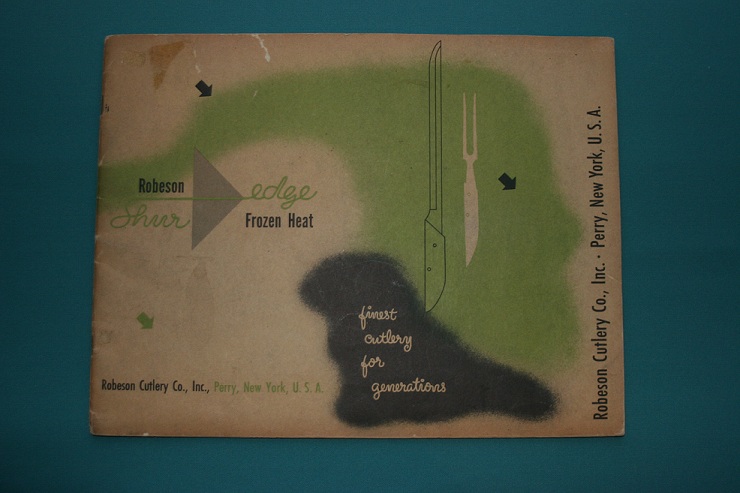 Robeson
Shur edge
Frozen Heat
finest
cutlery
for
generations
Robeson Cutlery Co., Inc., Perry, New York, U. S. A.
Robeson Cutlery Co., Inc. · Perry, New York, U. S. A.